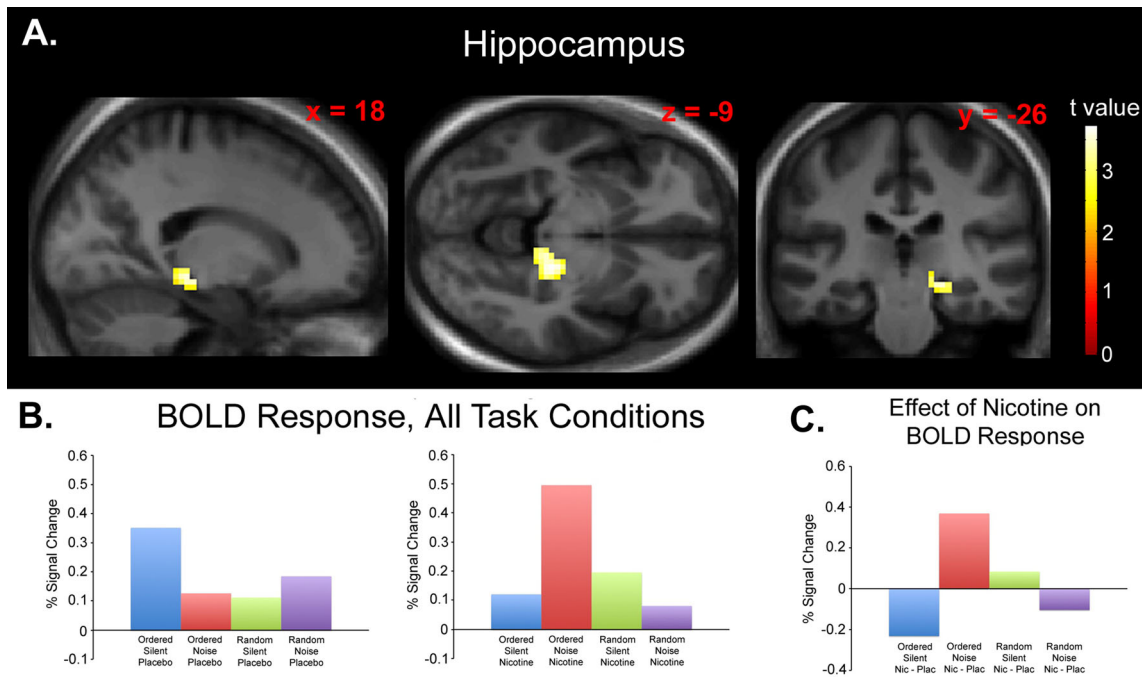 A.
Hippocampus
x = 18
z = -9
y = -26
t value
3
2
1
0
B.
BOLD Response, All Task Conditions
% Signal Change
0.6
0.5
0.4
0.3
0.2
0.1
0
-0.1
Ordered
Silent
Placebo
Ordered
Noise
Placebo
Random
Silent
Placebo
Random
Noise
Placebo
% Signal Change
0.6
0.5
0.4
0.3
0.2
0.1
0
-0.1
Ordered
Silent
Nicotine
Ordered
Noise
Nicotine
Random
Silent
Nicotine
Random
Noise
Nicotine
C.
Effect of Nicotine on
BOLD Response
% Signal Change
0.6
0.4
0.2
0
-0.2
-0.4
Ordered
Silent
Nic - Plac
Ordered
Noise
Nic - Plac
Random
Silent
Nic - Plac
Random
Noise
Nic - Plac